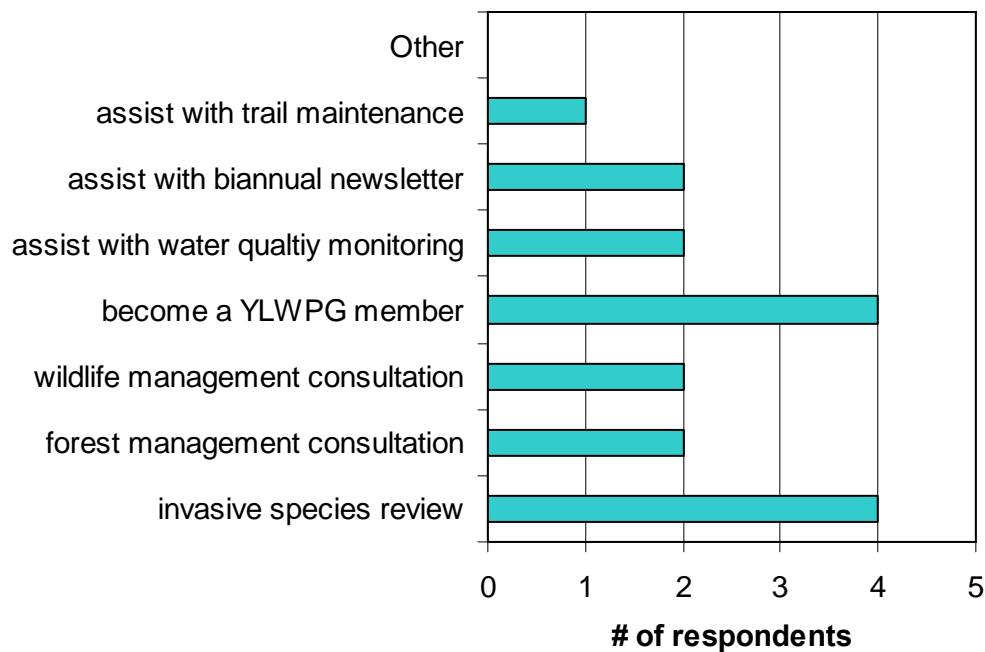 Other
assist with trail maintenance
assist with biannual newsletter
assist with water qualtiy monitoring
become a YLWPG member
wildlife management consultation
forest management consultation
invasive species review
0 1 2 3 4 5
# of respondents